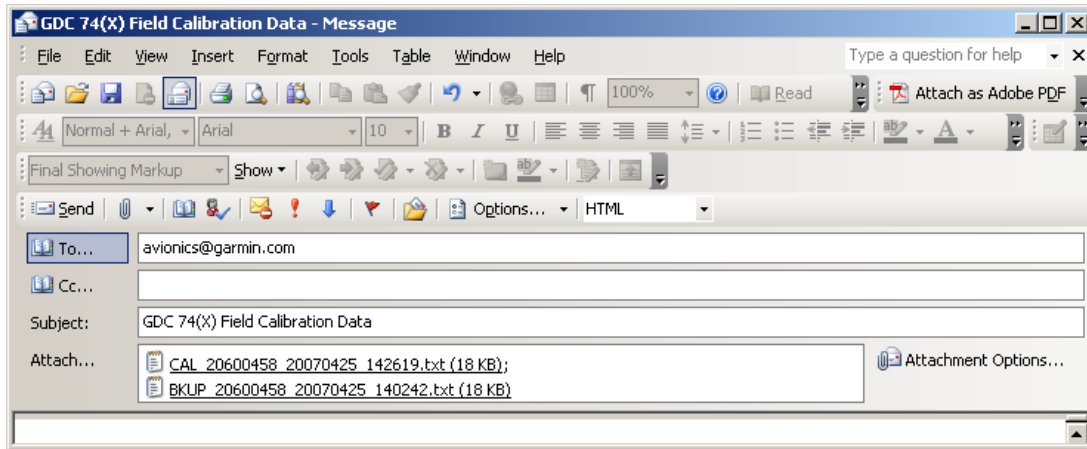 GDC 74(X) Field Calibration Data - Message
File Edit View Insert Format Tools Table Window Help Type a question for help
100% Read Attach as Adobe PDF
Normal + Arial, Arial 10 B I U A
Final Showing Markup Show
Send Options... HTML
To... avionics@garmin.com
Cc...
Subject: GDC 74(X) Field Calibration Data
Attach... CAL_20600458_20070425_142619.txt (18 KB); Attachment Options...
BKUP_20600458_20070425_140242.txt (18 KB)